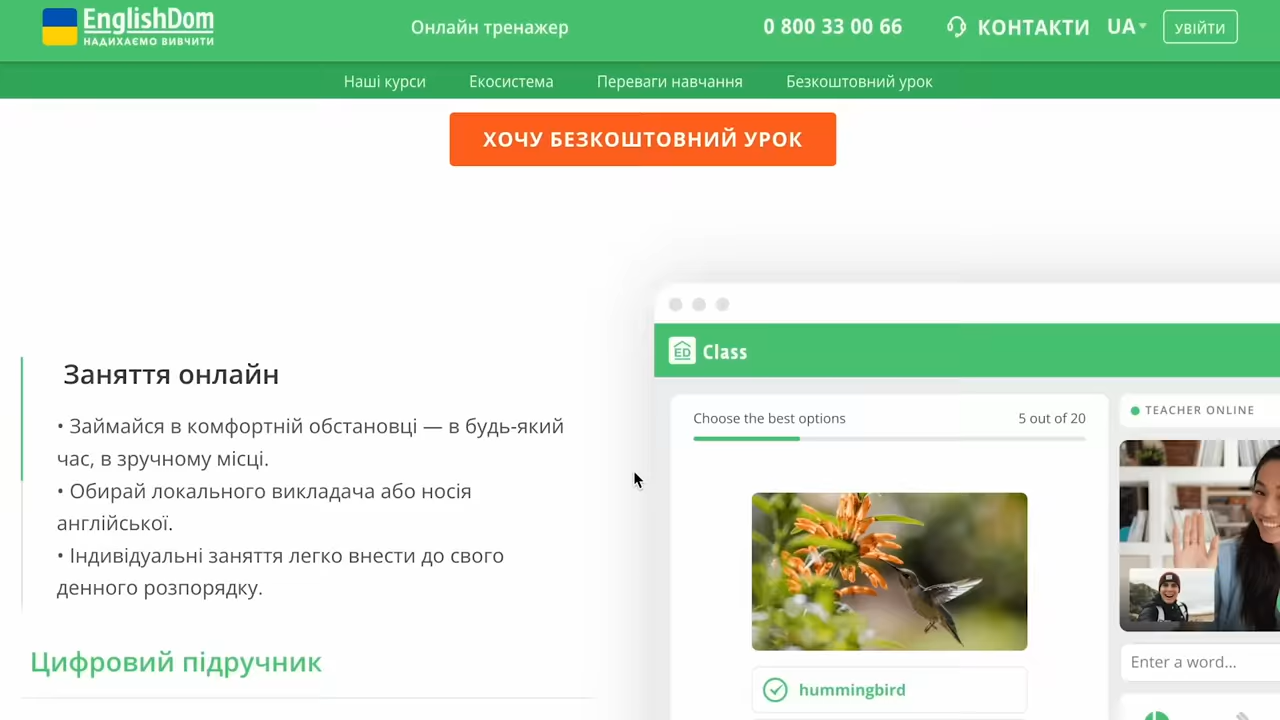 EnglishDom
НАДИХАЄМО ВИВЧИТИ
Онлайн тренажер
0 800 33 00 66
КОНТАКТИ
UA
УВІЙТИ
Наші курси
Екосистема
Переваги навчання
Безкоштовний урок
ХОЧУ БЕЗКОШТОВНИЙ УРОК
Заняття онлайн
• Займайся в комфортній обстановці — в будь-який
час, в зручному місці.
• Обирай локального викладача або носія
англійської.
• Індивідуальні заняття легко внести до свого
денного розпорядку.
Цифровий підручник
ED Class
Choose the best options
5 out of 20
hummingbird
TEACHER ONLINE
Enter a word...